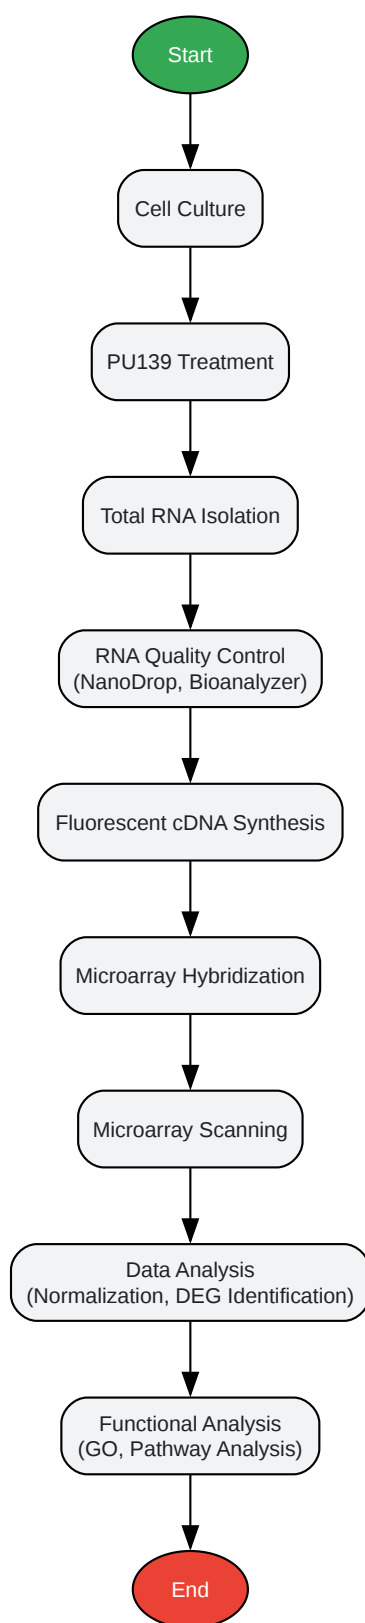 Start
Cell Culture
PU139 Treatment
Total RNA Isolation
RNA Quality Control
(NanoDrop, Bioanalyzer)
Fluorescent cDNA Synthesis
Microarray Hybridization
Microarray Scanning
Data Analysis
(Normalization, DEG Identification)
Functional Analysis
(GO, Pathway Analysis)
End